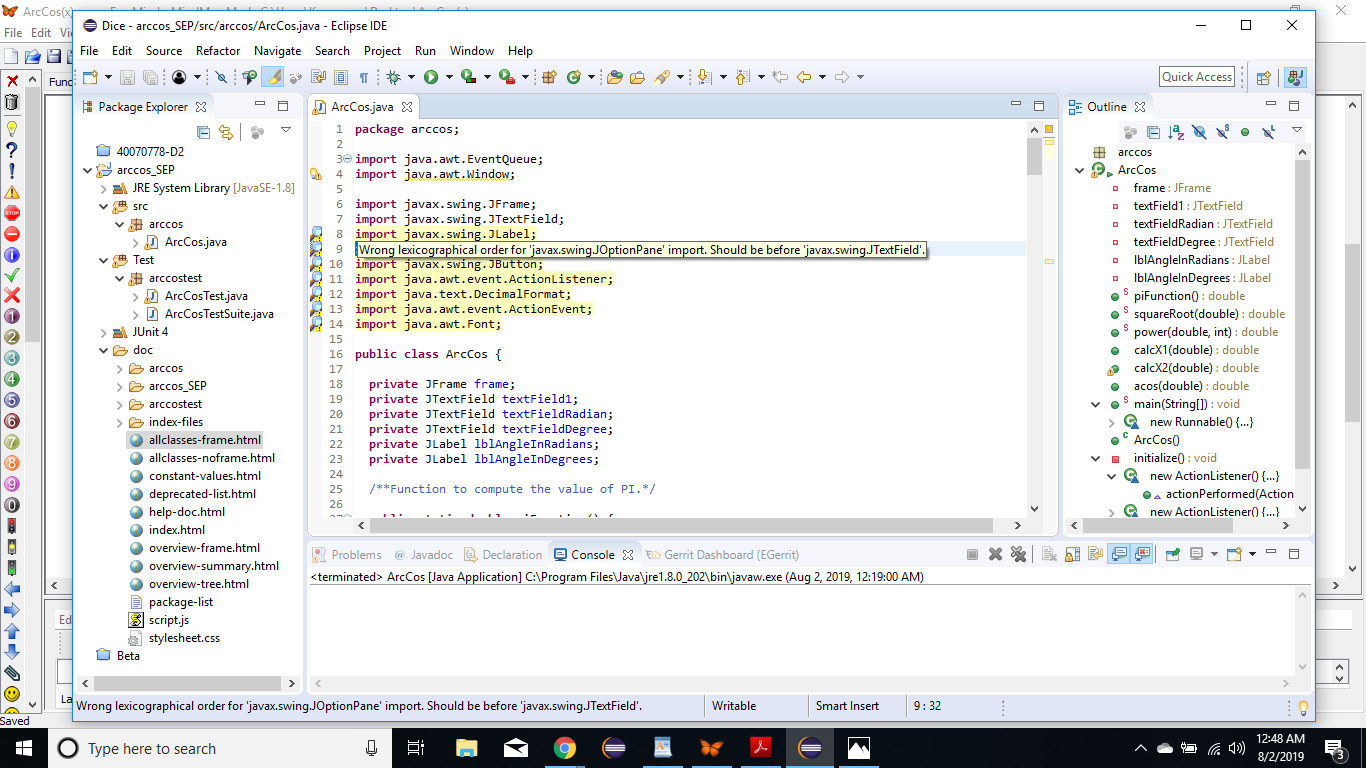 Dice - arccos_SEP/src/arccos/ArcCos.java - Eclipse IDE
File Edit Source Refactor Navigate Search Project Run Window Help
File Edit
Func
Quick Access
Package Explorer
40070778-D2
arccos_SEP
JRE System Library [JavaSE-1.8]
src
arccos
ArcCos.java
Test
arccostest
ArcCosTest.java
ArcCosTestSuite.java
JUnit 4
doc
arccos
arccos_SEP
arccostest
index-files
allclasses-frame.html
allclasses-noframe.html
constant-values.html
deprecated-list.html
help-doc.html
index.html
overview-frame.html
overview-summary.html
overview-tree.html
package-list
script.js
stylesheet.css
Beta
ArcCos.java
1 package arccos;
2
3 import java.awt.EventQueue;
4 import java.awt.Window;
5
6 import javax.swing.JFrame;
7 import javax.swing.JTextField;
8 import javax.swing.JLabel;
9 Wrong lexicographical order for 'javax.swing.JOptionPane' import. Should be before 'javax.swing.JTextField'.
10 import javax.swing.JButton;
11 import java.awt.event.ActionListener;
12 import java.text.DecimalFormat;
13 import java.awt.event.ActionEvent;
14 import java.awt.Font;
15
16 public class ArcCos {
17
18 private JFrame frame;
19 private JTextField textField1;
20 private JTextField textFieldRadian;
21 private JTextField textFieldDegree;
22 private JLabel lblAngleInRadians;
23 private JLabel lblAngleInDegrees;
24
25 /**Function to compute the value of PI.*/
26
Outline
arccos
ArcCos
frame : JFrame
textField1 : JTextField
textFieldRadian : JTextField
textFieldDegree : JTextField
lblAngleInRadians : JLabel
lblAngleInDegrees : JLabel
piFunction() : double
squareRoot(double) : double
power(double, int) : double
calcX1(double) : double
calcX2(double) : double
acos(double) : double
main(String[]) : void
new Runnable() {...}
ArcCos()
initialize() : void
new ActionListener() {...}
actionPerformed(Action
new ActionListener() {...}
Problems Javadoc Declaration Console Gerrit Dashboard (EGerrit)
<terminated> ArcCos [Java Application] C:\Program Files\Java\jre1.8.0_202\bin\javaw.exe (Aug 2, 2019, 12:19:00 AM)
Ed
La
Wrong lexicographical order for 'javax.swing.JOptionPane' import. Should be before 'javax.swing.JTextField'. Writable Smart Insert 9 : 32
Saved
Type here to search
12:48 AM
8/2/2019
3